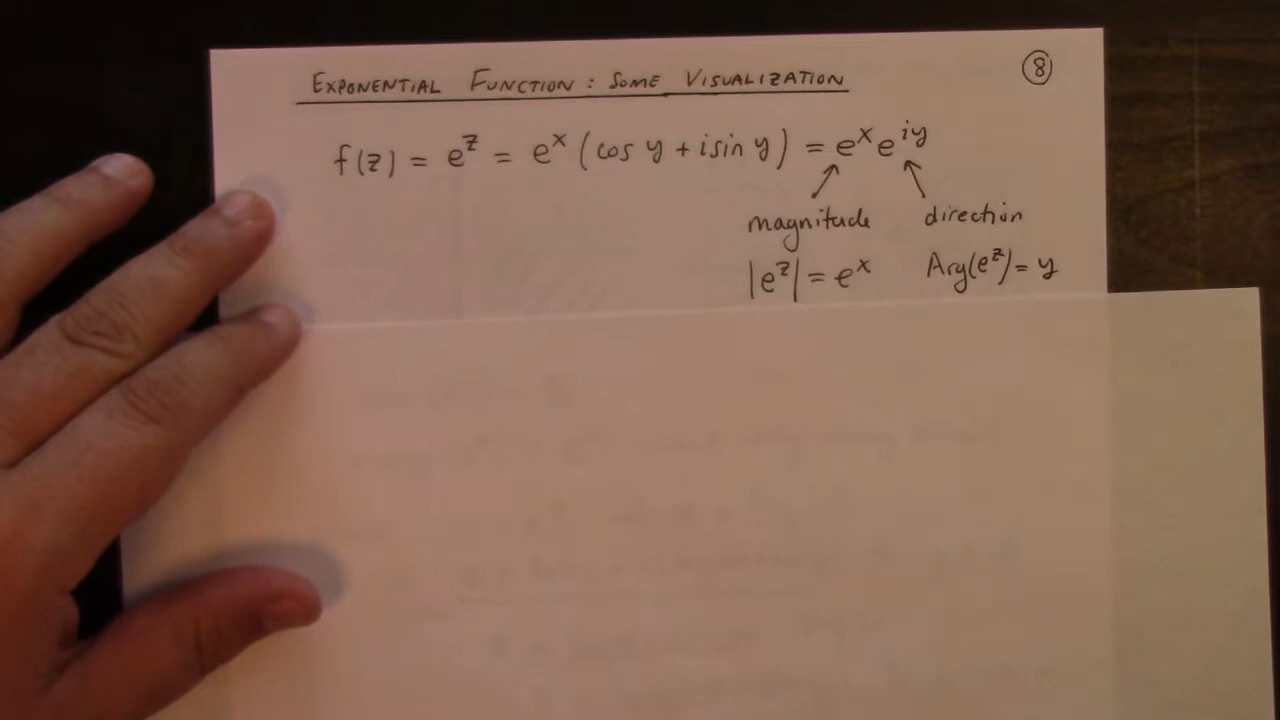 EXPONENTIAL FUNCTION : SOME VISUALIZATION
8
f(z) = e^z = e^x (cos y + i sin y) = e^x e^{iy}
magnitude direction
|e^z| = e^x Arg(e^z) = y